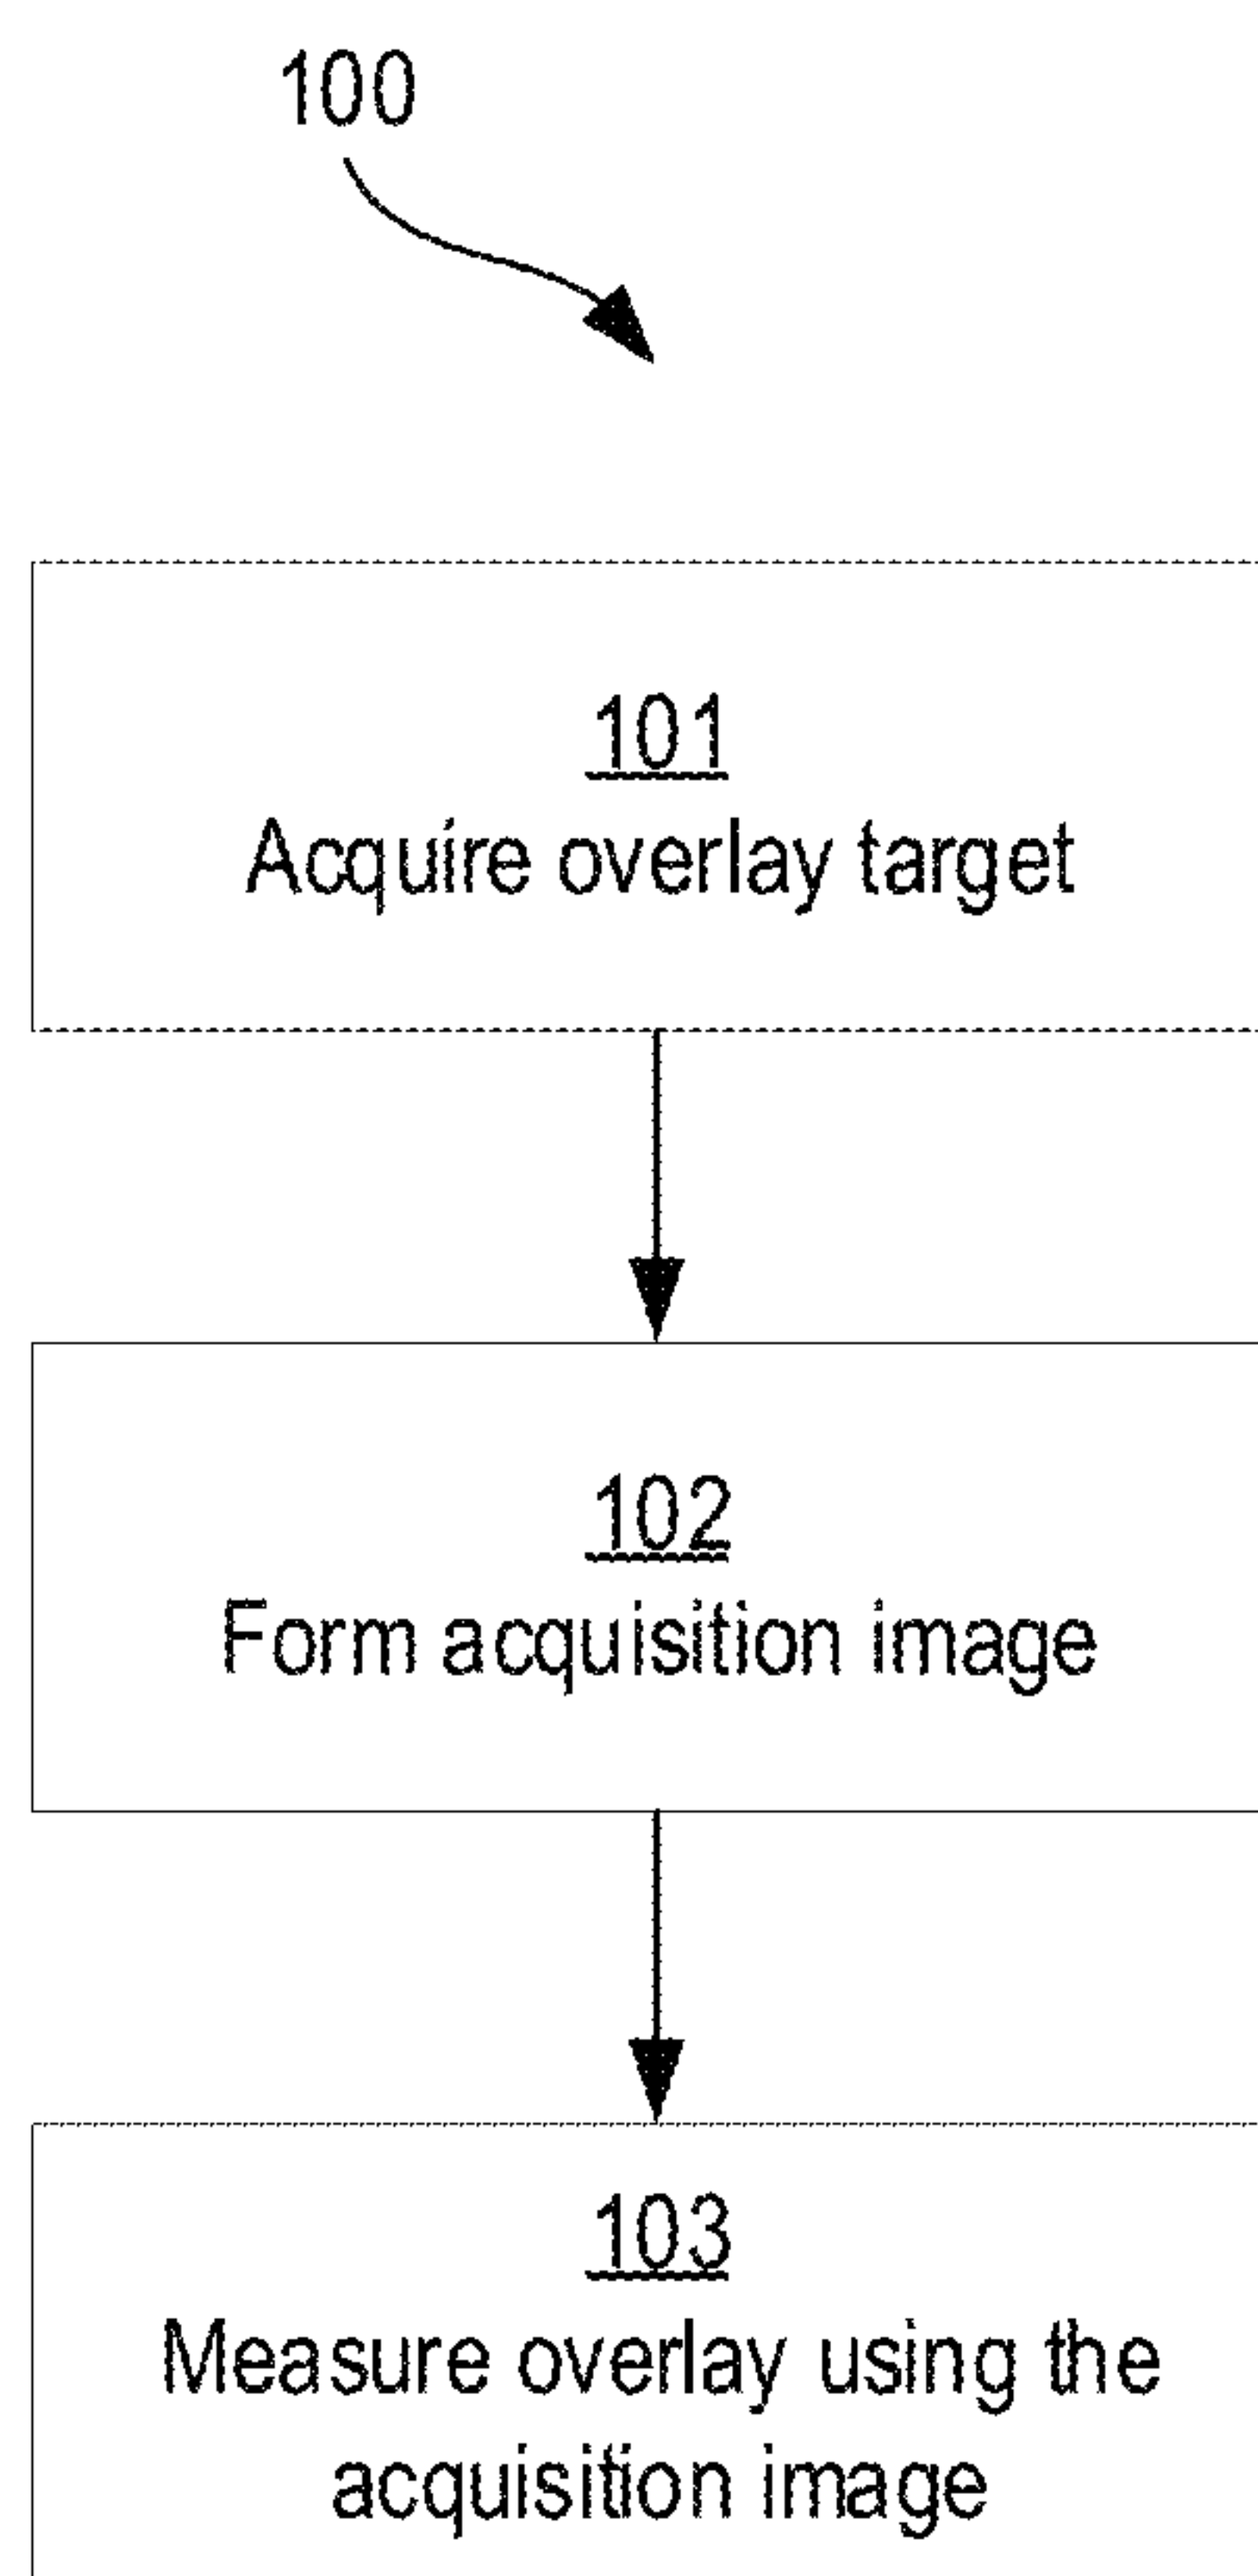 100
101
Acquire overlay target
102
Form acquisition image
103
Measure overlay using the
acquisition image